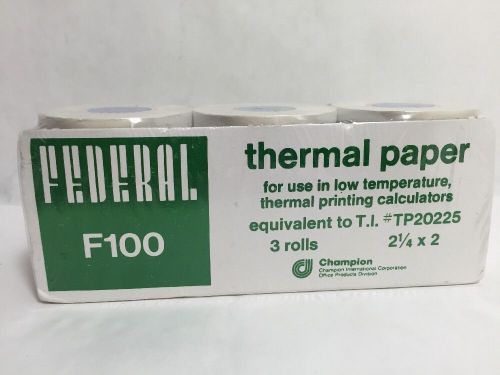 FEDERAL
F100
thermal paper
for use in low temperature,
thermal printing calculators
equivalent to T.I. #TP20225
3 rolls 2¼ x 2
Champion
Champion International Corporation
Office Products Division